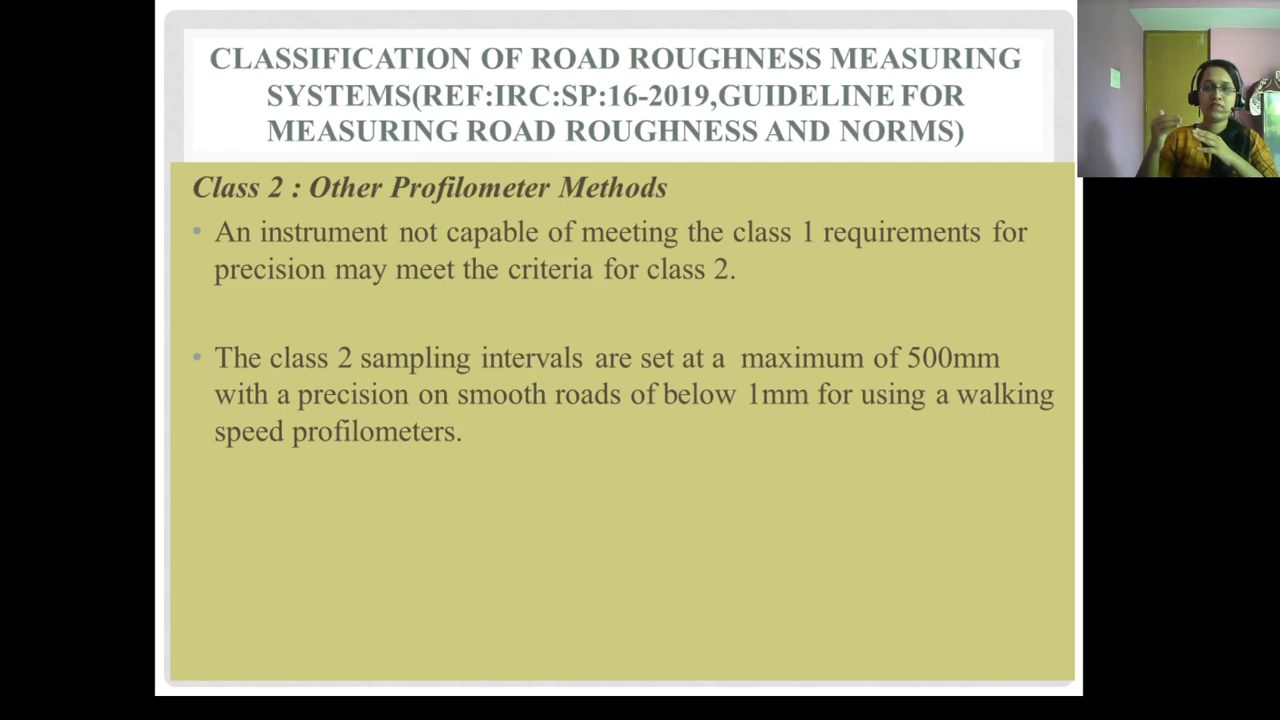 CLASSIFICATION OF ROAD ROUGHNESS MEASURING
SYSTEMS(REF:IRC:SP:16-2019,GUIDELINE FOR
MEASURING ROAD ROUGHNESS AND NORMS)
Class 2 : Other Profilometer Methods
• An instrument not capable of meeting the class 1 requirements for
precision may meet the criteria for class 2.
• The class 2 sampling intervals are set at a maximum of 500mm
with a precision on smooth roads of below 1mm for using a walking
speed profilometers.